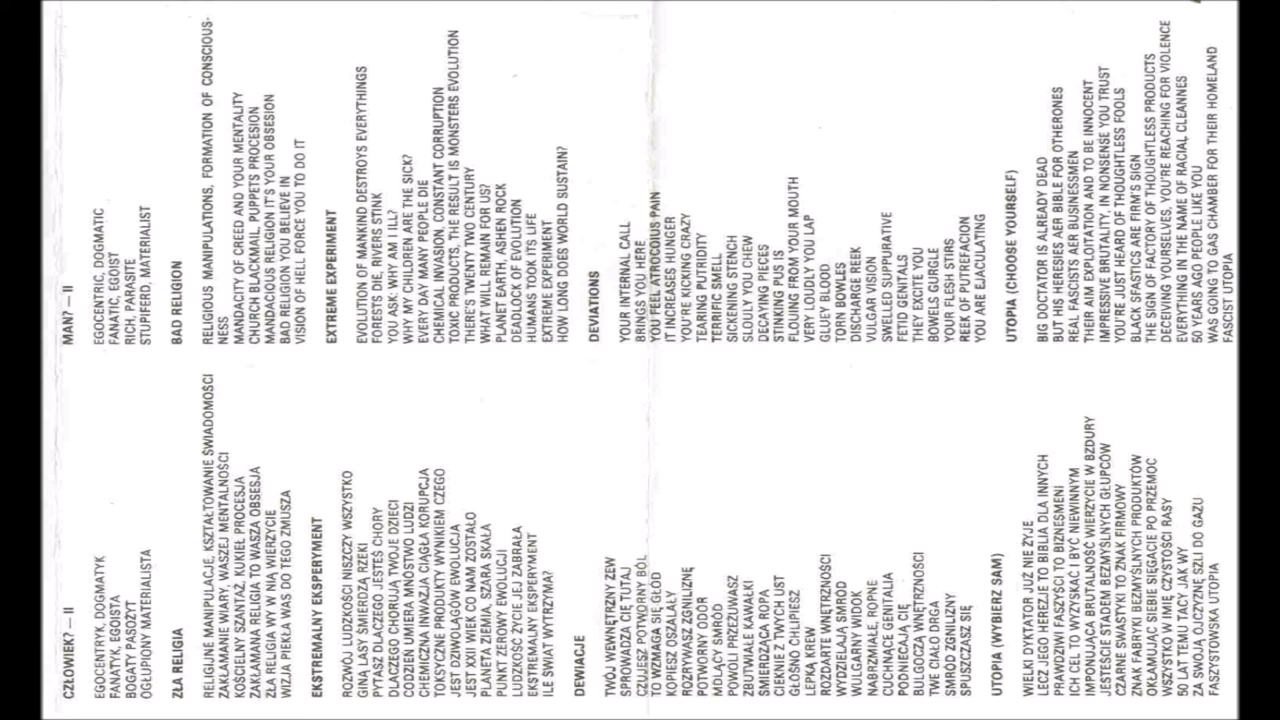 CZŁOWIEK? — II
EGOCENTRYK, DOGMATYK
FANATYK, EGOISTA
BOGATY PASOŻYT
OGŁUPIONY MATERIALISTA
ZŁA RELIGIA
RELIGIJNE MANIPULACJE, KSZTAŁTOWANIE ŚWIADOMOŚCI
ZAKŁAMANIE WIARY, WASZEJ MENTALNOŚCI
KOŚCIELNY SZANTAŻ, KUKIEŁ PROCESJA
ZAKŁAMANA RELIGIA TO WASZA OBSESJA
ZŁA RELIGIA WY W NIĄ WIERZYCIE
WIZJA PIEKŁA WAS DO TEGO ZMUSZA
EKSTREMALNY EKSPERYMENT
ROZWÓJ LUDZKOŚCI NISZCZY WSZYSTKO
GINĄ LASY ŚMIERDZĄ RZEKI
PYTASZ DLACZEGO JESTEŚ CHORY
DLACZEGO CHORUJĄ TWOJE DZIECI
CODZIEŃ UMIERA MNÓSTWO LUDZI
CHEMICZNA INWAZJA CIĄGŁA KORUPCJA
TOKSYCZNE PRODUKTY WYNIKIEM CZEGO
JEST DZIWOLĄGÓW EWOLUCJA
JEST XXII WIEK CO NAM ZOSTAŁO
PLANETA ZIEMIA, SZARA SKAŁA
PUNKT ZEROWY EWOLUCJI
LUDZKOŚĆ ŻYCIE JEJ ZABRAŁA
EKSTREMALNY EKSPERYMENT
ILE ŚWIAT WYTRZYMA?
DEWIACJE
TWÓJ WEWNĘTRZNY ZEW
SPROWADZA CIĘ TUTAJ
CZUJESZ POTWORNY BÓL
TO WZMAGA SIĘ GŁÓD
KOPIESZ OSZALAŁY
ROZRYWASZ ZGNILIZNĘ
POTWORNY ODÓR
MDLĄCY SMRÓD
POWOLI PRZEŻUWASZ
ZBUTWIAŁE KAWAŁKI
ŚMIERDZĄCA ROPA
CIEKNIE Z TWYCH UST
GŁOŚNO CHLIPIESZ
LEPKĄ KREW
ROZDARTE WNĘTRZNOŚCI
WYDZIELAJĄ SMRÓD
WULGARNY WIDOK
NABRZMIAŁE, ROPNE
CUCHNĄCE GENITALIA
PODNIECAJĄ CIĘ
BULGOCZĄ WNĘTRZNOŚCI
TWE CIAŁO DRGA
SMRÓD ZGNILIZNY
SPUSZCZASZ SIĘ
UTOPIA (WYBIERZ SAM)
WIELKI DYKTATOR JUŻ NIE ŻYJE
LECZ JEGO HEREZJE TO BIBLIA DLA INNYCH
PRAWDZIWI FASZYŚCI TO BIZNESMENI
ICH CEL TO WYZYSKAĆ I BYĆ NIEWINNYM
IMPONUJĄCA BRUTALNOŚĆ WIERZYCIE W BZDURY
JESTEŚCIE STADEM BEZMYŚLNYCH GŁUPCÓW
CZARNE SWASTYKI TO ZNAK FIRMOWY
ZNAK FABRYKI BEZMYŚLNYCH PRODUKTÓW
OKŁAMUJĄC SIEBIE SIĘGACIE PO PRZEMOC
WSZYSTKO W IMIĘ CZYSTOŚCI RASY
50 LAT TEMU TACY JAK WY
ZA SWOJĄ OJCZYZNĘ SZLI DO GAZU
FASZYSTOWSKA UTOPIA
MAN? — II
EGOCENTRIC, DOGMATIC
FANATIC, EGOIST
RICH, PARASITE
STUPIFERD, MATERIALIST
BAD RELIGION
RELIGIOUS MANIPULATIONS, FORMATION OF CONSCIOUS-
NESS
MANDACITY OF CREED AND YOUR MENTALITY
CHURCH BLACKMAIL, PUPPETS PROCESION
MANDACIOUS RELIGION IT'S YOUR OBSESION
BAD RELIGION YOU BELIEVE IN
VISION OF HELL FORCE YOU TO DO IT
EXTREME EXPERIMENT
EVOLUTION OF MANKIND DESTROYS EVERYTHINGS
FORESTS DIE, RIVERS STINK
YOU ASK WHY AM I ILL?
WHY MY CHILDREN ARE THE SICK?
EVERY DAY MANY PEOPLE DIE
CHEMICAL INVASION, CONSTANT CORRUPTION
TOXIC PRODUCTS, THE RESULT IS MONSTERS EVOLUTION
THERE'S TWENTY TWO CENTURY
WHAT WILL REMAIN FOR US?
PLANET EARTH, ASHEN ROCK
DEADLOCK OF EVOLUTION
HUMANS TOOK ITS LIFE
EXTREME EXPERIMENT
HOW LONG DOES WORLD SUSTAIN?
DEVIATIONS
YOUR INTERNAL CALL
BRINGS YOU HERE
YOU FEEL ATROCIOUS PAIN
IT INCREASES HUNGER
YOU'RE KICKING CRAZY
TEARING PUTRIDITY
TERRIFIC SMELL
SICKENING STENCH
SLOULY YOU CHEW
DECAYING PIECES
STINKING PUS IS
FLOUING FROM YOUR MOUTH
VERY LOUDLY YOU LAP
GLUEY BLOOD
TORN BOWLES
DISCHARGE REEK
VULGAR VISION
SWELLED SUPPURATIVE
FETID GENITALS
THEY EXCITE YOU
BOWELS GURGLE
YOUR FLESH STIRS
REEK OF PUTREFACION
YOU ARE EJACULATING
UTOPIA (CHOOSE YOURSELF)
BIG DOCTATOR IS ALREADY DEAD
BUT HIS HERESIES AER BIBLE FOR OTHERONES
REAL FASCISTS AER BUSINESSMEN
THEIR AIM EXPLOITATION AND TO BE INNOCENT
IMPRESSIVE BRUTALITY, IN NONSENSE YOU TRUST
YOU'RE JUST HEARD OF THOUGHTLESS FOOLS
BLACK SFASTICS ARE FIRM'S SIGN
THE SIGN OF FACTORY OF THOUGHTLESS PRODUCTS
DECEIVING YOURSELVES, YOU'RE REACHING FOR VIOLENCE
EVERYTHING IN THE NAME OF RACIAL CLEANNES
50 YEARS AGO PEOPLE LIKE YOU
WAS GOING TO GAS CHAMBER FOR THEIR HOMELAND
FASCIST UTOPIA